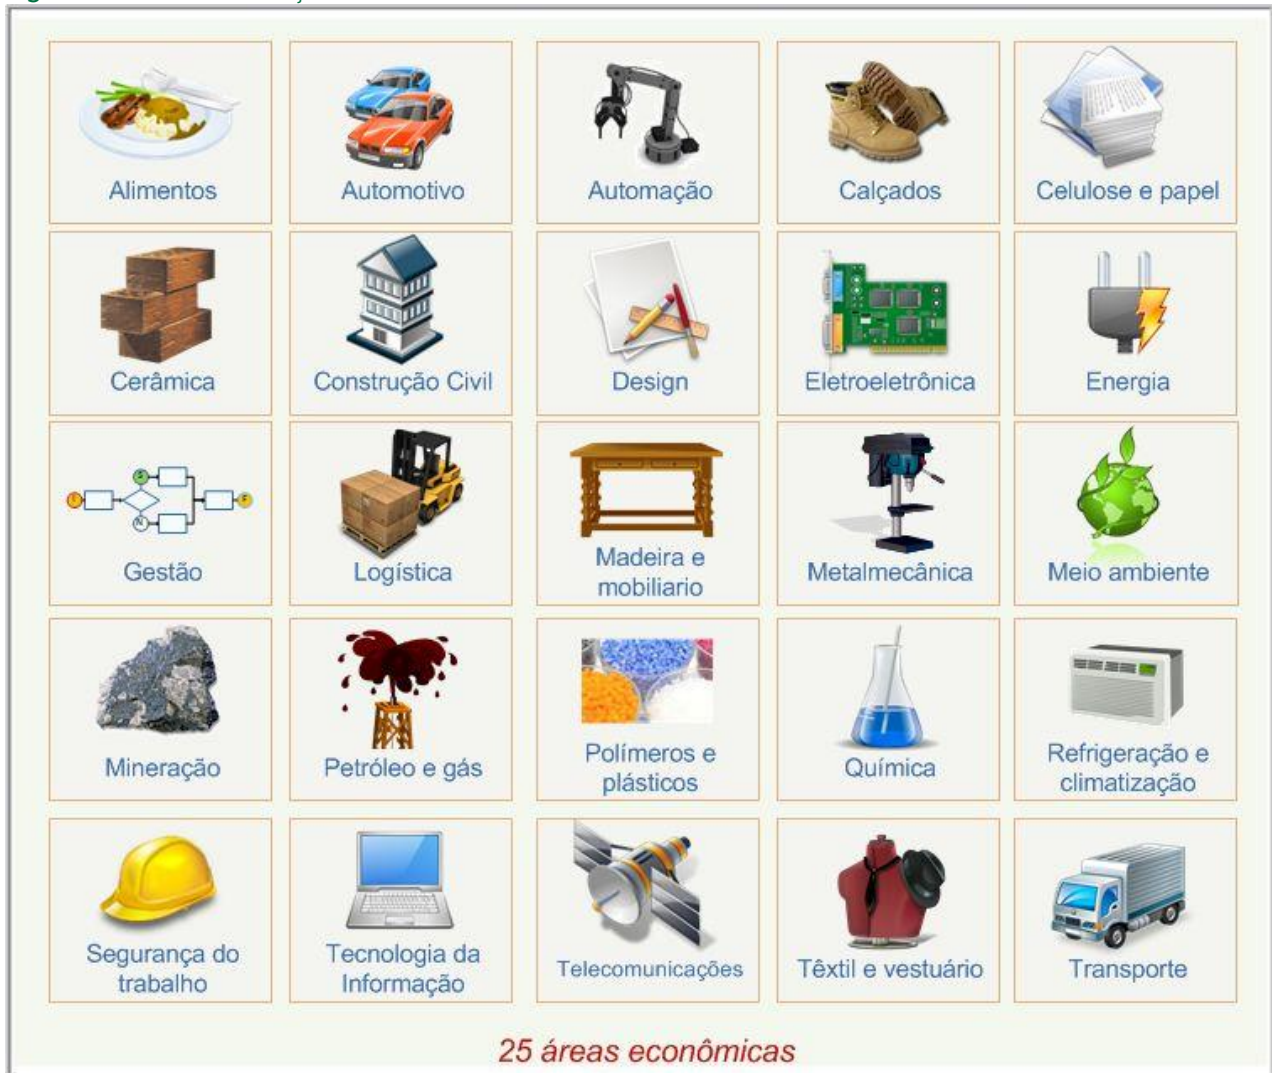 Alimentos
Automotivo
Automação
Calçados
Celulose e papel
Cerâmica
Construção Civil
Design
Eletroeletrônica
Energia
Gestão
Logística
Madeira e
mobiliario
Metalmecânica
Meio ambiente
Mineração
Petróleo e gás
Polímeros e
plásticos
Química
Refrigeração e
climatização
Segurança do
trabalho
Tecnologia da
Informação
Telecomunicações
Têxtil e vestuário
Transporte
25 áreas econômicas